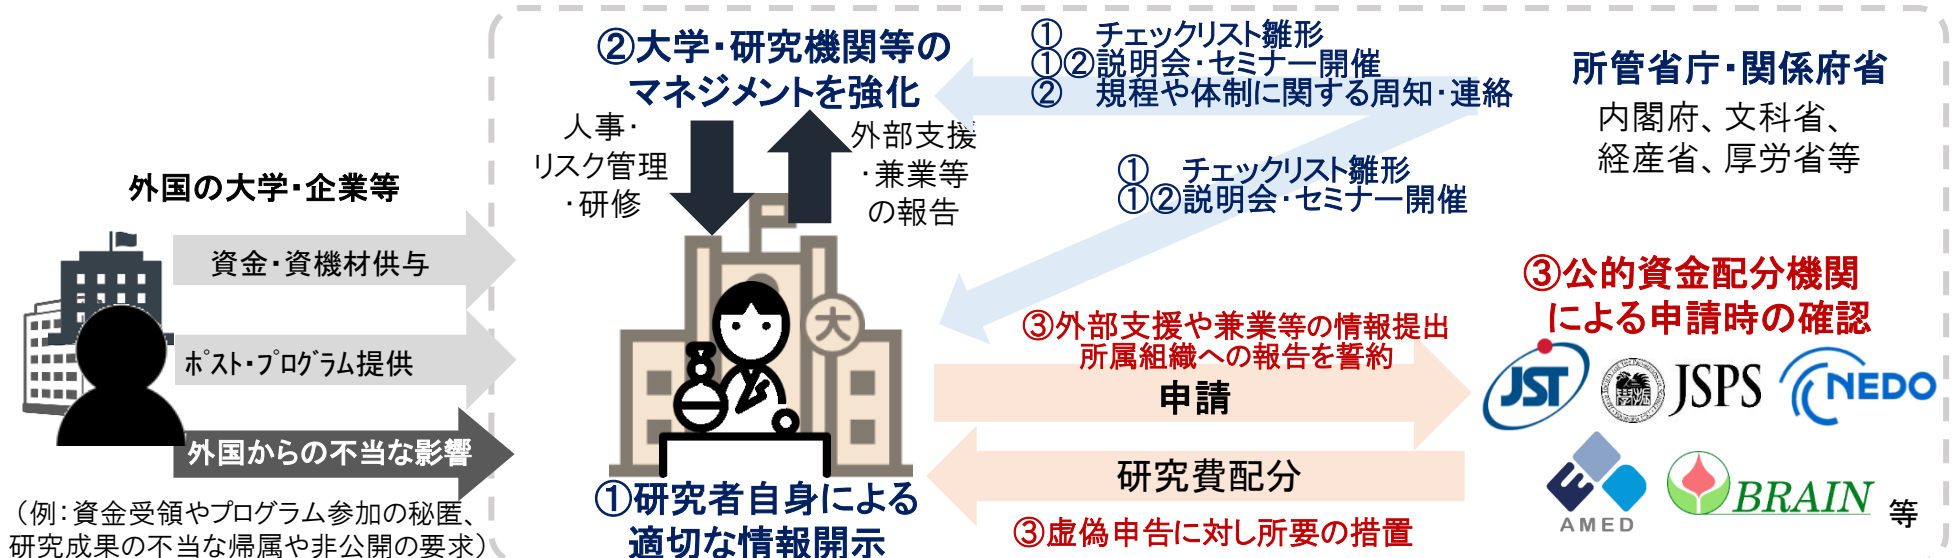 外国の大学・企業等
資金・資機材供与
ﾎﾟｽﾄ・ﾌﾟﾛｸﾞﾗﾑ提供
外国からの不当な影響
（例：資金受領やプログラム参加の秘匿、
研究成果の不当な帰属や非公開の要求）
②大学・研究機関等の
マネジメントを強化
人事・
リスク管理
・研修
外部支援
・兼業等
の報告
大
①研究者自身による
適切な情報開示
① チェックリスト雛形
①②説明会・セミナー開催
② 規程や体制に関する周知・連絡
① チェックリスト雛形
①②説明会・セミナー開催
所管省庁・関係府省
内閣府、文科省、
経産省、厚労省等
③外部支援や兼業等の情報提出
所属組織への報告を誓約
申請
研究費配分
③虚偽申告に対し所要の措置
③公的資金配分機関
による申請時の確認
JST
JSPS
NEDO
AMED
BRAIN
等